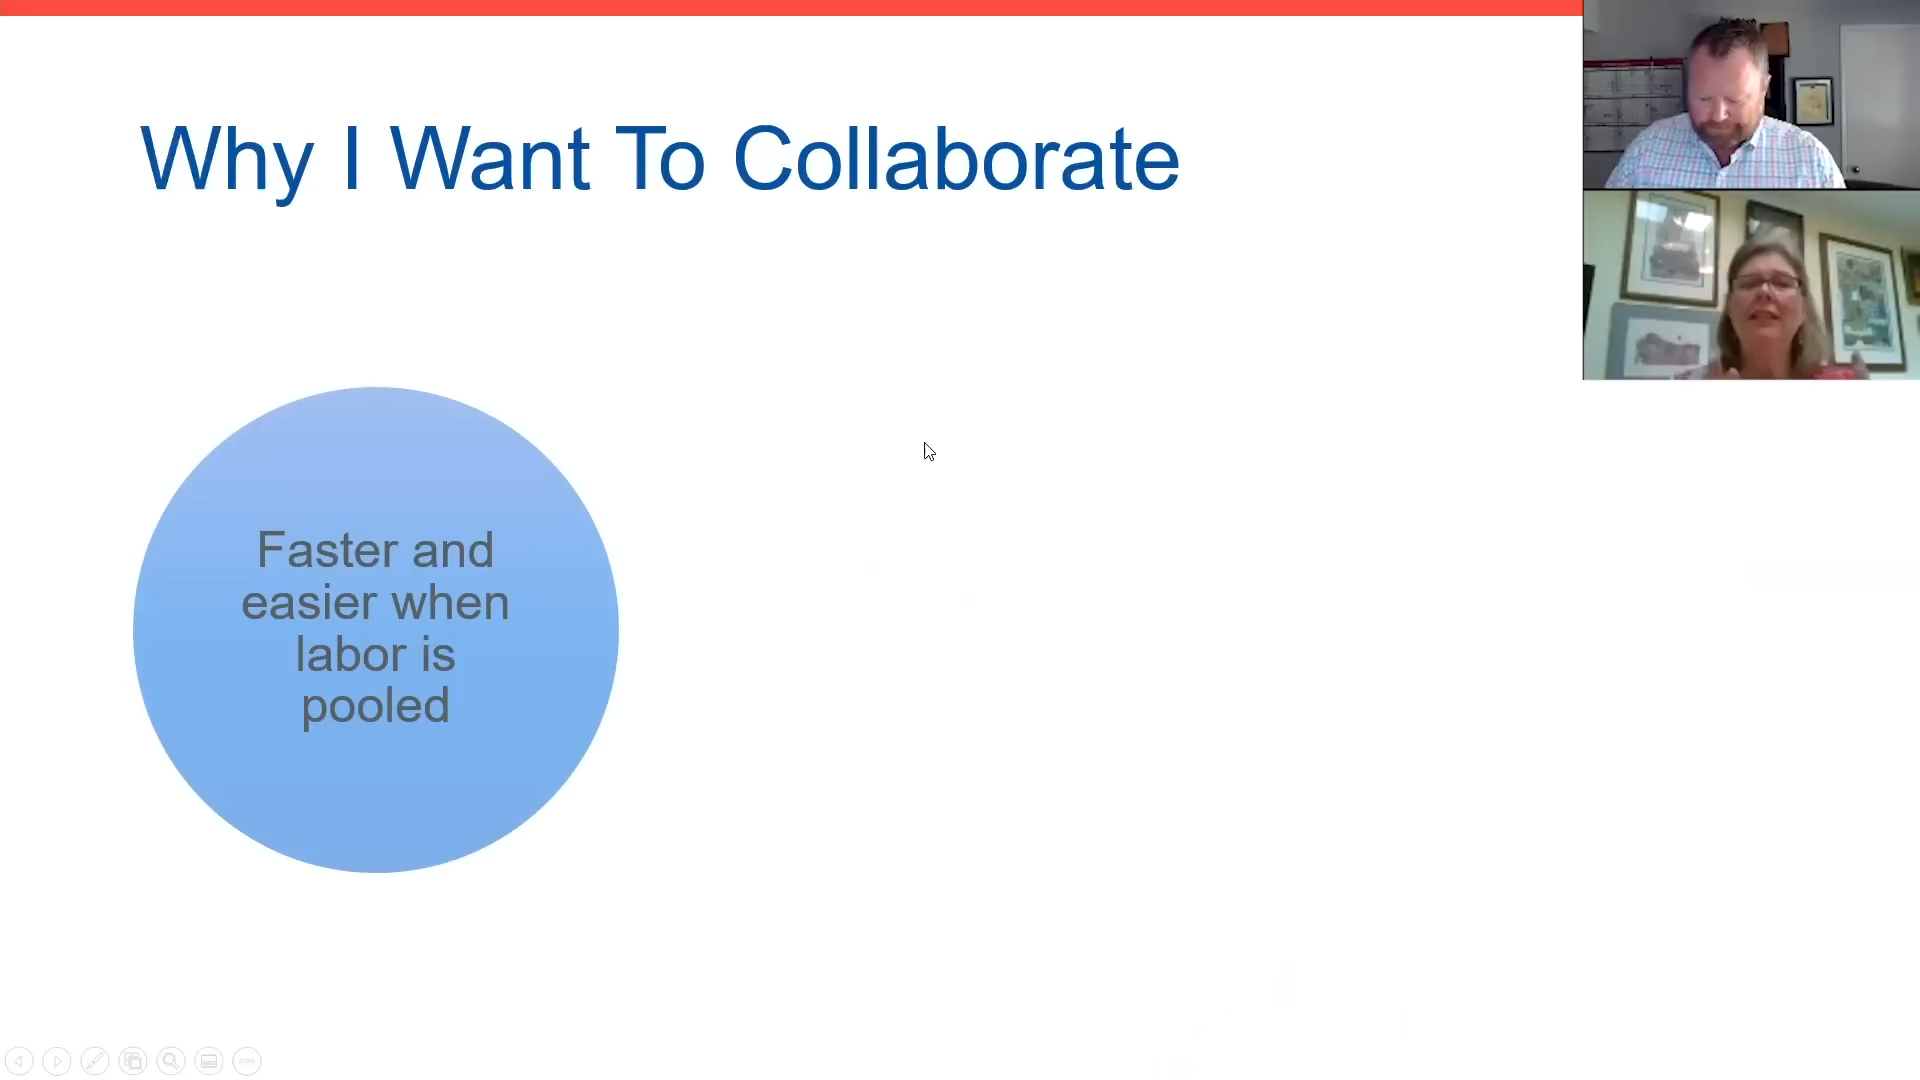 Why I Want To Collaborate
Faster and
easier when
labor is
pooled